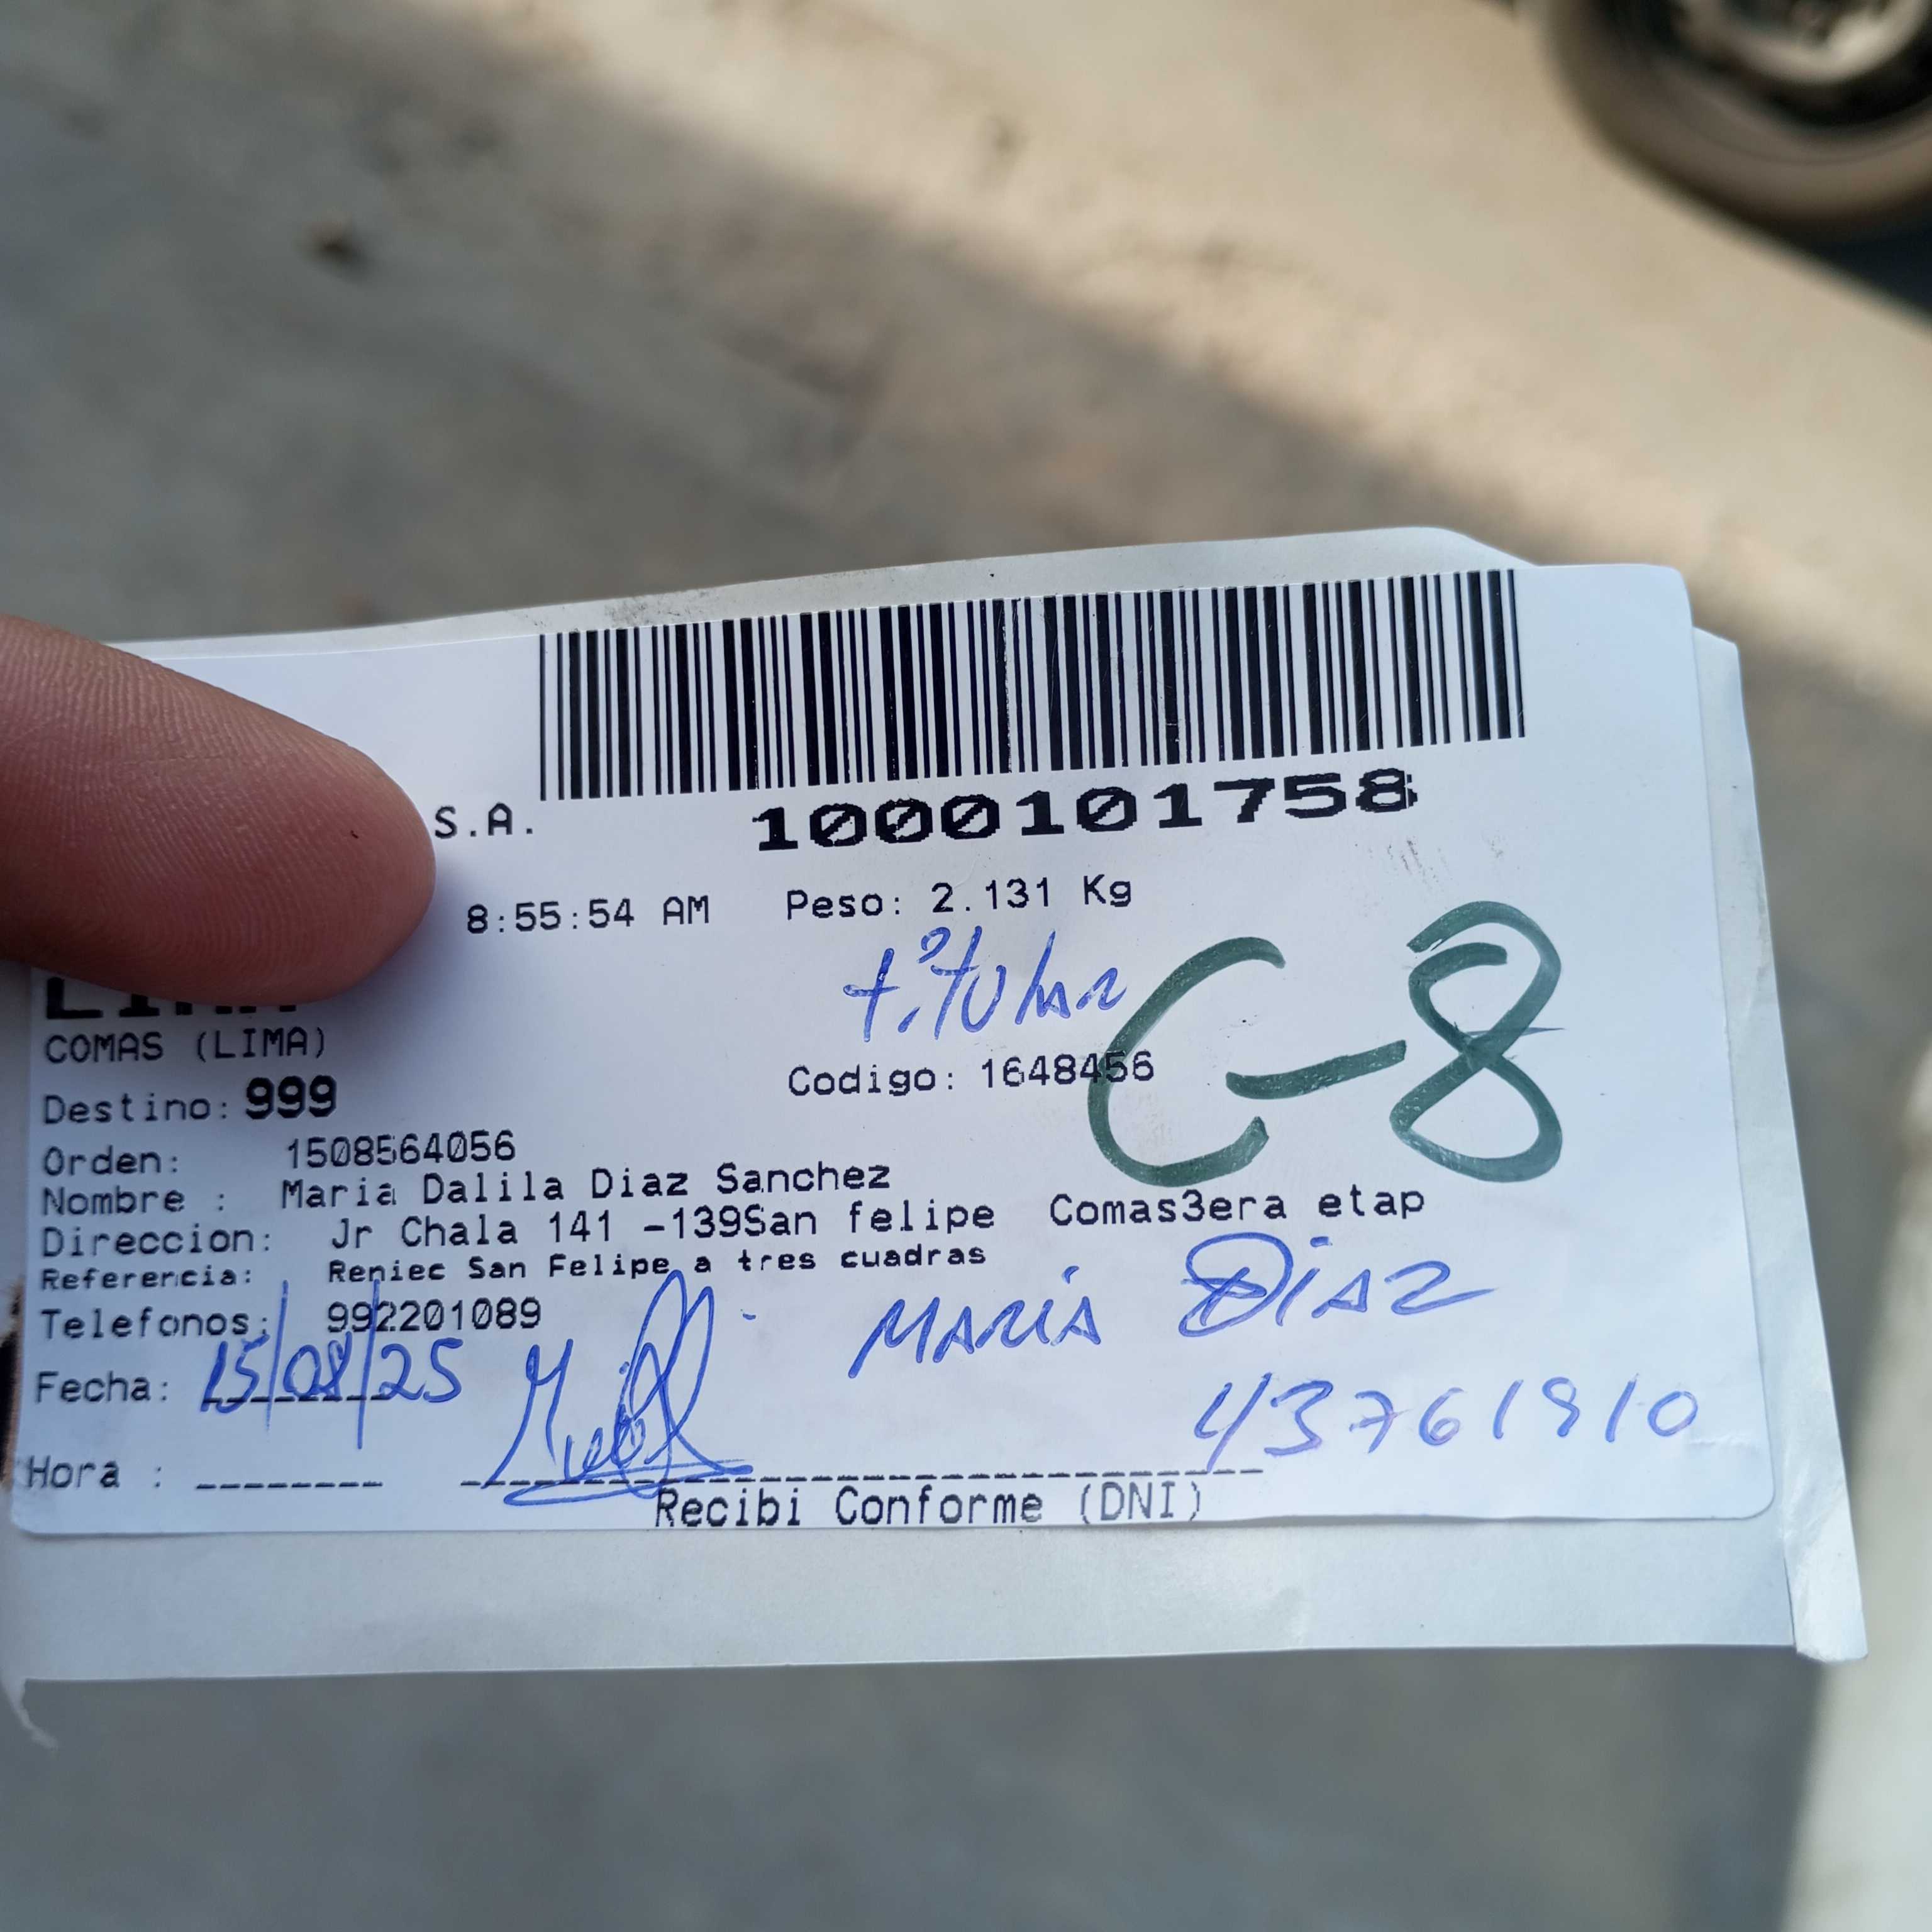 S.A. 1000101758
8:55:54 AM Peso: 2.131 Kg
titular
C-8
COMAS (LIMA)
Codigo: 1648456
Destino: 999
Orden: 1508564056
Nombre : Maria Dalila Diaz Sanchez
Direccion: Jr Chala 141 -139San felipe Comas3era etap
Referencia: Reniec San Felipe a tres cuadras
Telefonos: 992201089
MARIA DIAZ
Fecha: 15/08/25
43761910
Hora :
Recibi Conforme (DNI)